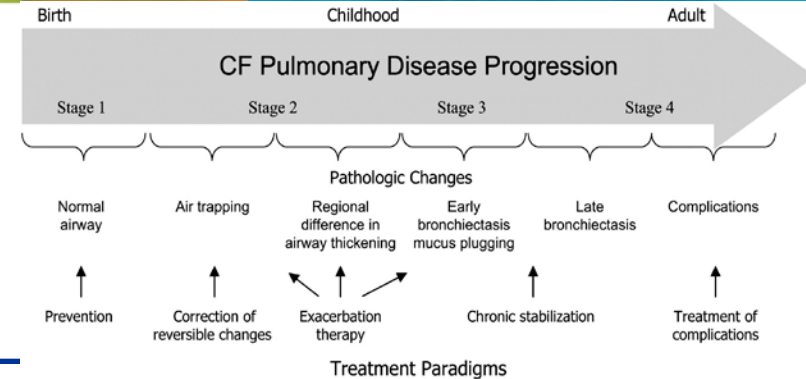 Birth Childhood Adult
CF Pulmonary Disease Progression
Stage 1 Stage 2 Stage 3 Stage 4
Pathologic Changes
Normal
airway
Air trapping
Regional
difference in
airway thickening
Early
bronchiectasis
mucus plugging
Late
bronchiectasis
Complications
Prevention
Correction of
reversible changes
Exacerbation
therapy
Chronic stabilization
Treatment of
complications
Treatment Paradigms